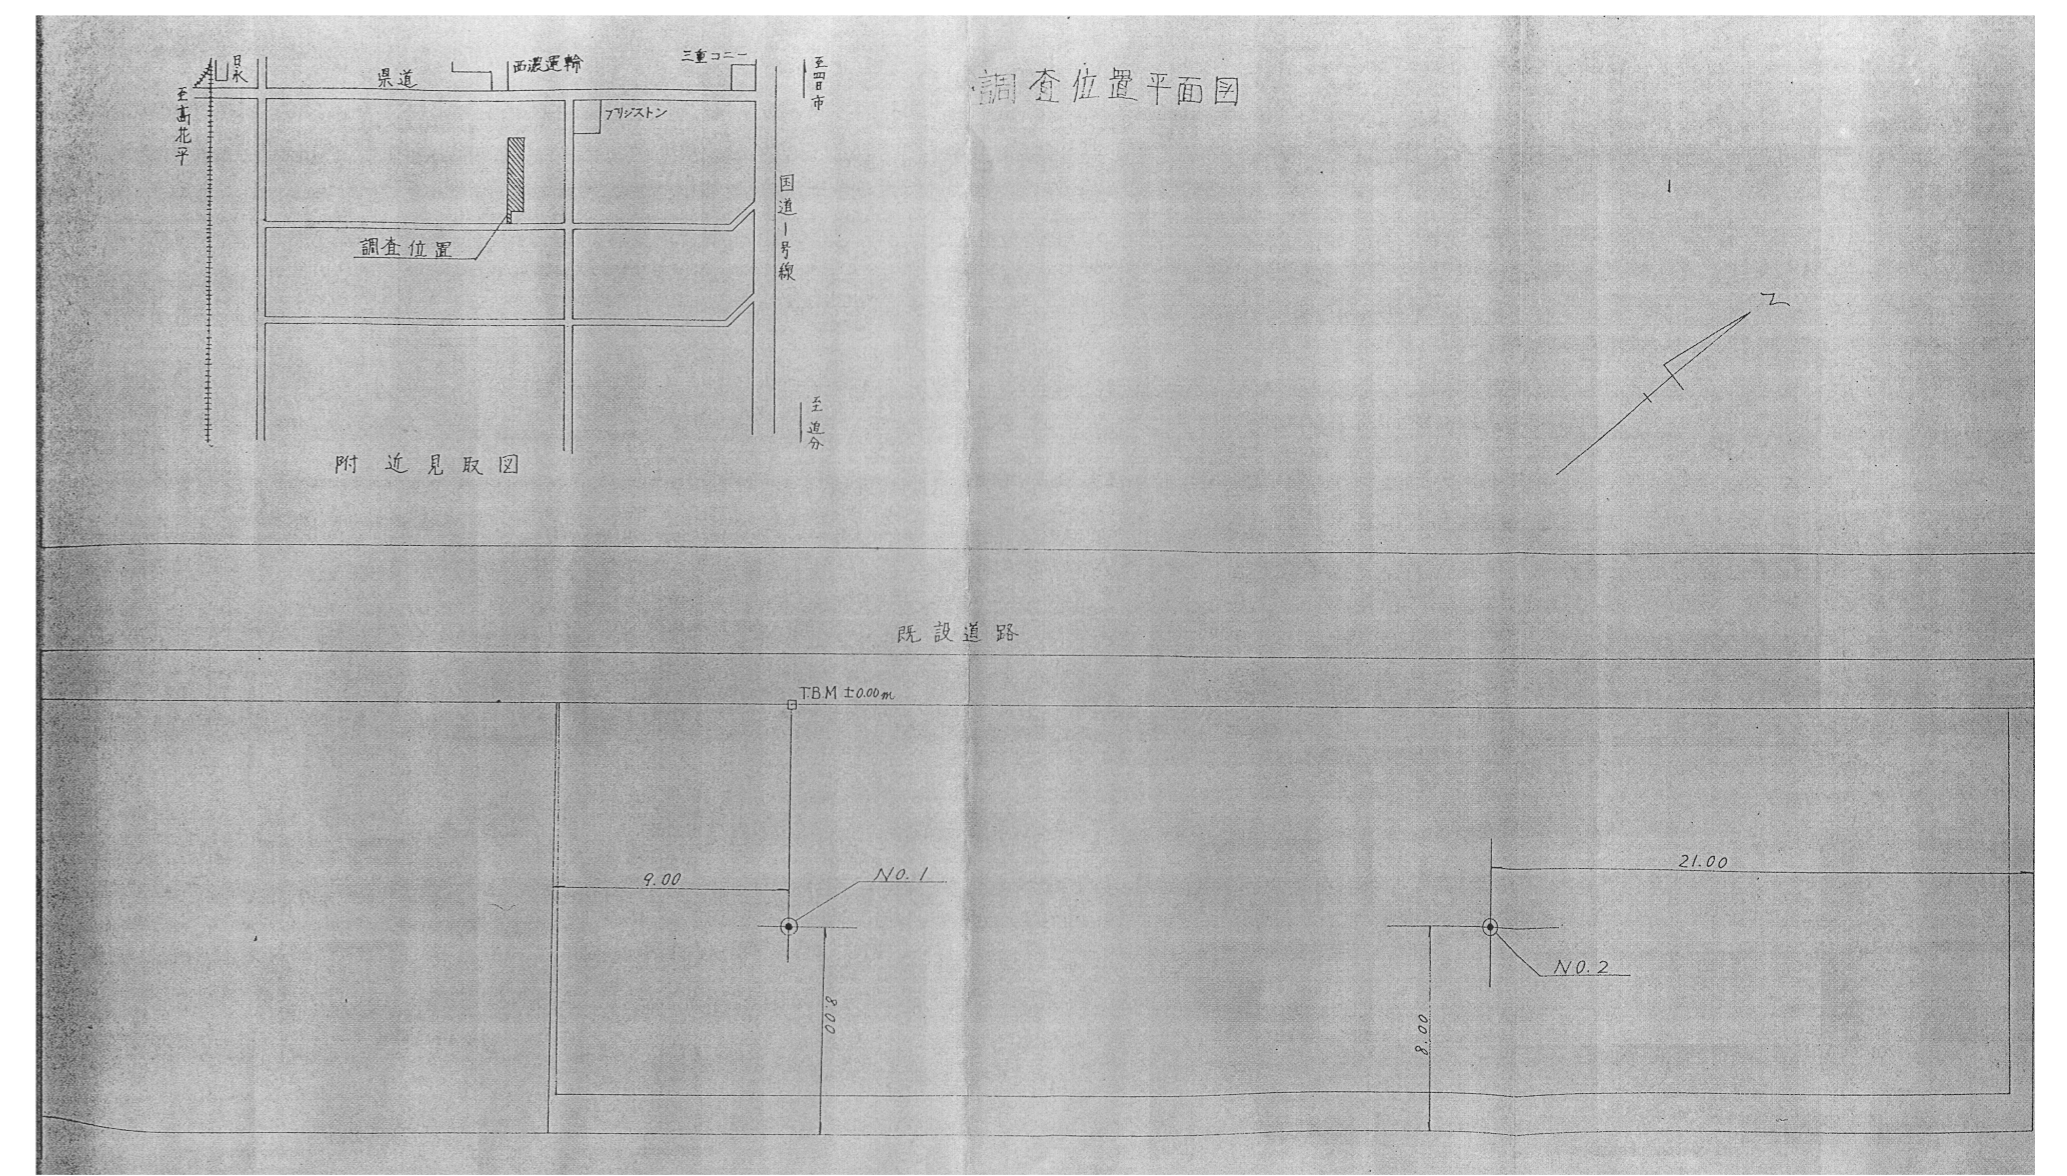 調査位置平面図
日永
県道
西濃運輸
三重コニー
至四日市
至高花平
ブリジストン
国道1号線
調査位置
至追分
附近見取図
N
既設道路
T.B.M ±0.00m
9.00
NO.1
8.00
21.00
NO.2
8.00